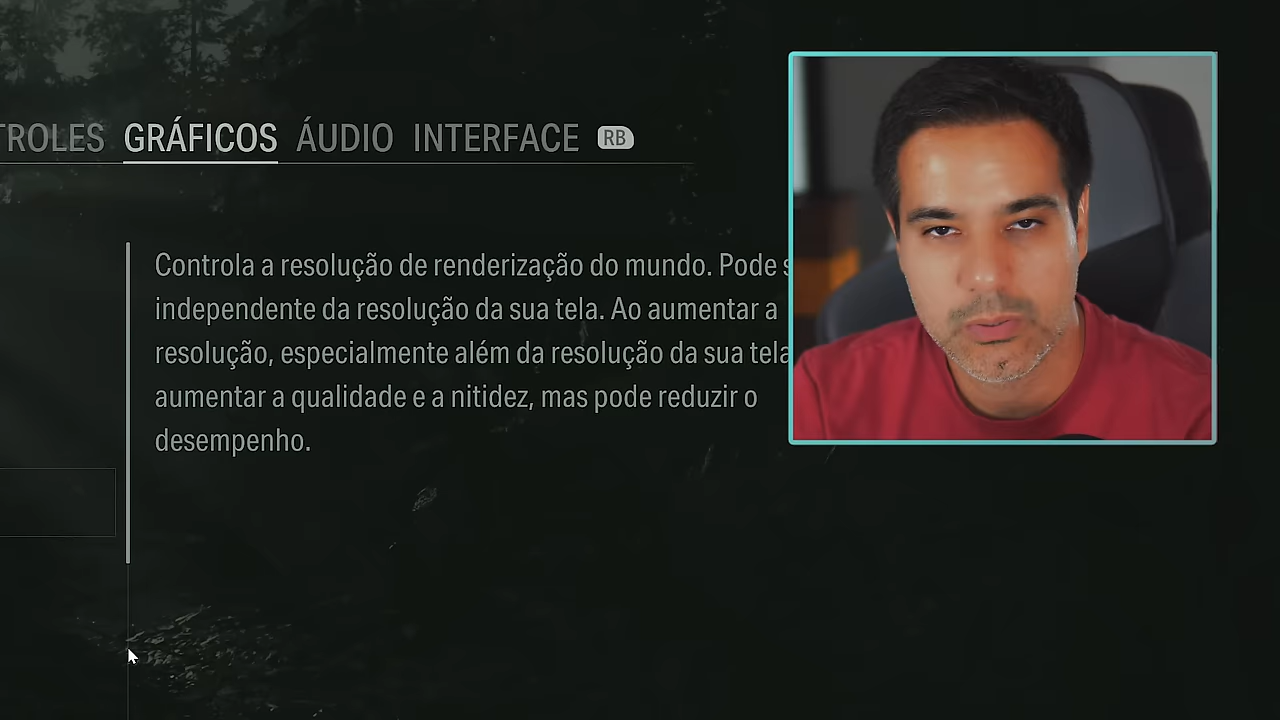 TROLES GRÁFICOS ÁUDIO INTERFACE RB
Controla a resolução de renderização do mundo. Pode
independente da resolução da sua tela. Ao aumentar a
resolução, especialmente além da resolução da sua tela
aumentar a qualidade e a nitidez, mas pode reduzir o
desempenho.